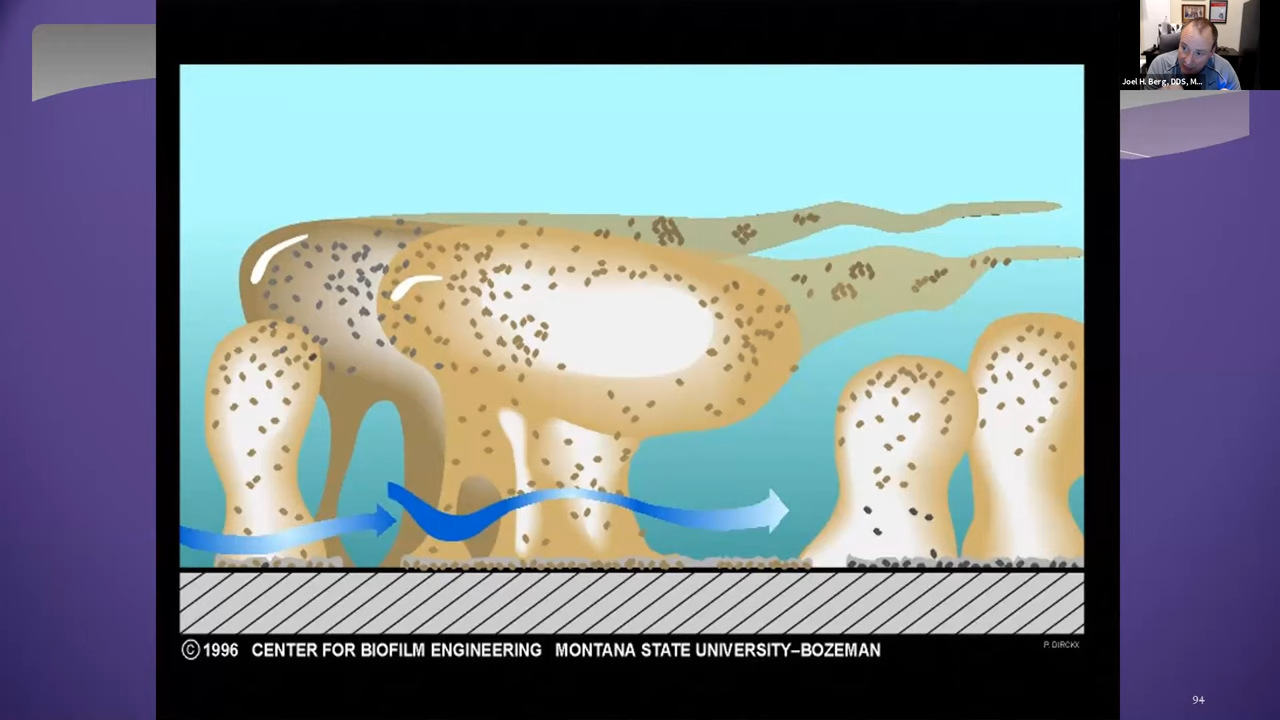 Joel H. Berg, DDS, M...
© 1996 CENTER FOR BIOFILM ENGINEERING MONTANA STATE UNIVERSITY–BOZEMAN
P. DIRCKX
94